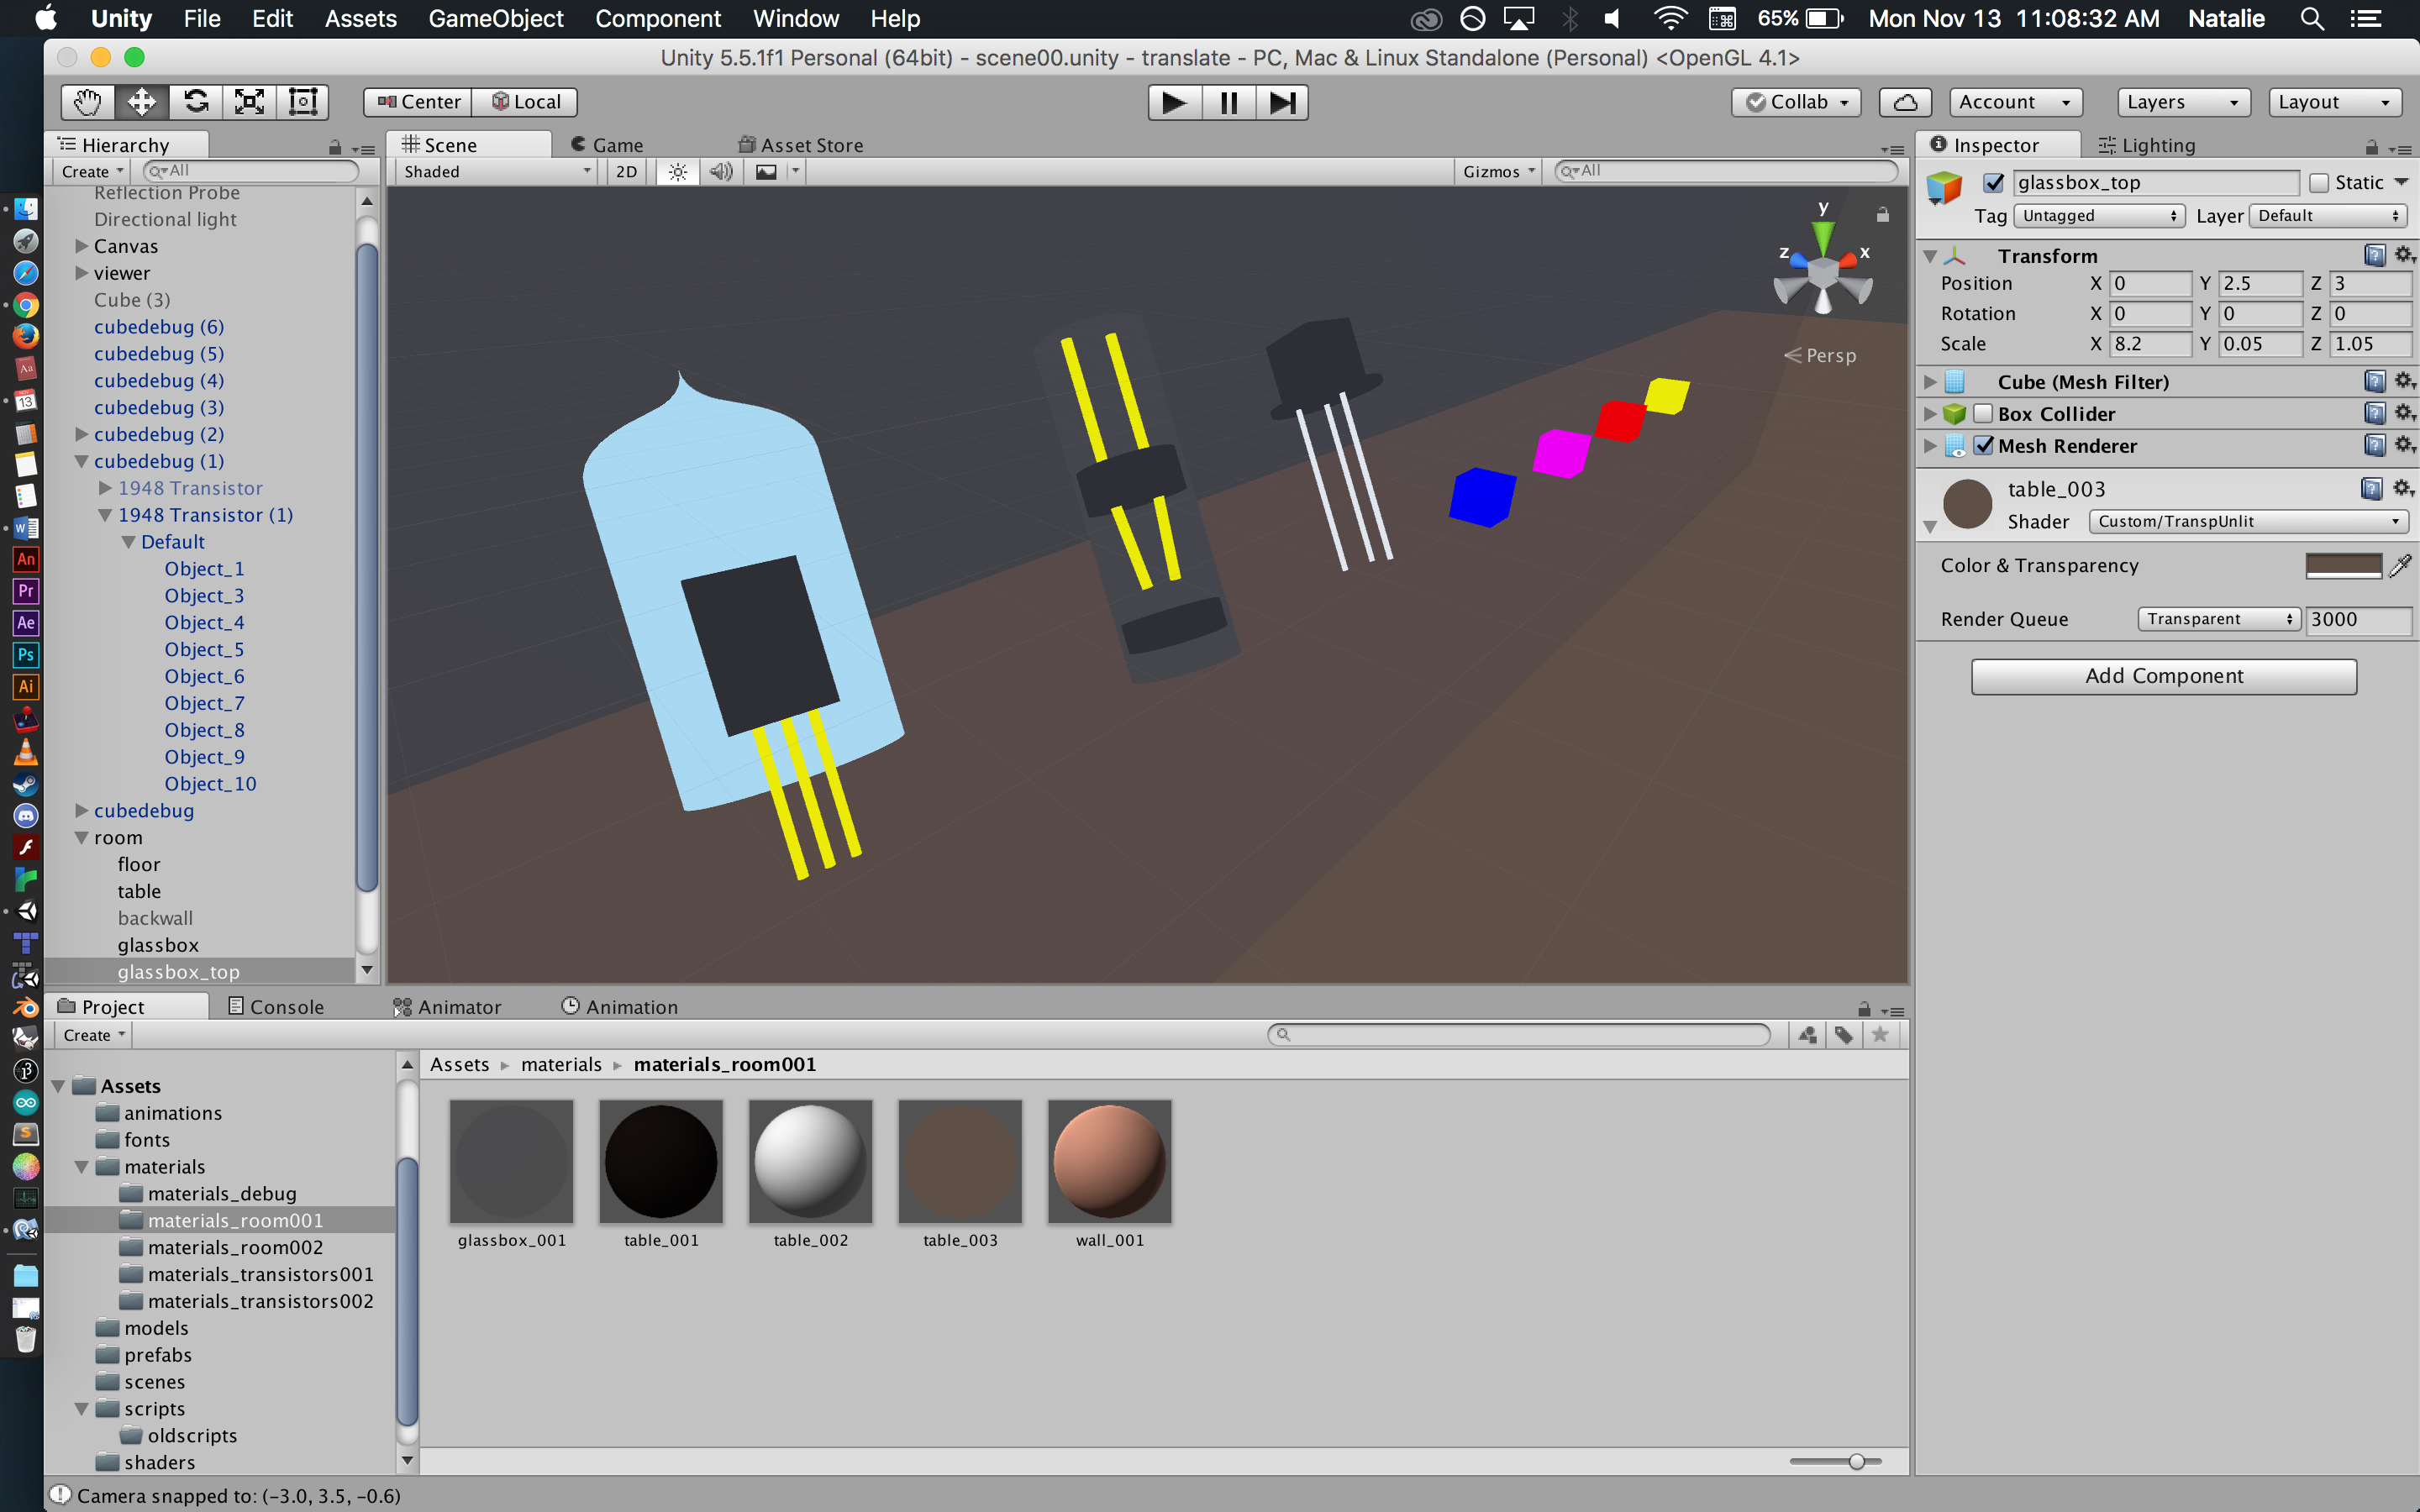 Unity File Edit Assets GameObject Component Window Help 65% Mon Nov 13 11:08:32 AM Natalie
Unity 5.5.1f1 Personal (64bit) - scene00.unity - translate - PC, Mac & Linux Standalone (Personal) <OpenGL 4.1>
Center Local Collab Account Layers Layout
Hierarchy
Create All
Reflection Probe
Directional light
Canvas
viewer
Cube (3)
cubedebug (6)
cubedebug (5)
cubedebug (4)
cubedebug (3)
cubedebug (2)
cubedebug (1)
1948 Transistor
1948 Transistor (1)
Default
Object_1
Object_3
Object_4
Object_5
Object_6
Object_7
Object_8
Object_9
Object_10
cubedebug
room
floor
table
backwall
glassbox
glassbox_top
Scene Game Asset Store
Shaded 2D Gizmos All
y
z x
Persp
Inspector Lighting
glassbox_top Static
Tag Untagged Layer Default
Transform
Position X 0 Y 2.5 Z 3
Rotation X 0 Y 0 Z 0
Scale X 8.2 Y 0.05 Z 1.05
Cube (Mesh Filter)
Box Collider
Mesh Renderer
table_003
Shader Custom/TranspUnlit
Color & Transparency
Render Queue Transparent 3000
Add Component
Project Console Animator Animation
Create
Assets
animations
fonts
materials
materials_debug
materials_room001
materials_room002
materials_transistors001
materials_transistors002
models
prefabs
scenes
scripts
oldscripts
shaders
Assets materials materials_room001
glassbox_001 table_001 table_002 table_003 wall_001
Camera snapped to: (-3.0, 3.5, -0.6)
Aa
13
W
An
Pr
Ae
Ps
Ai
S